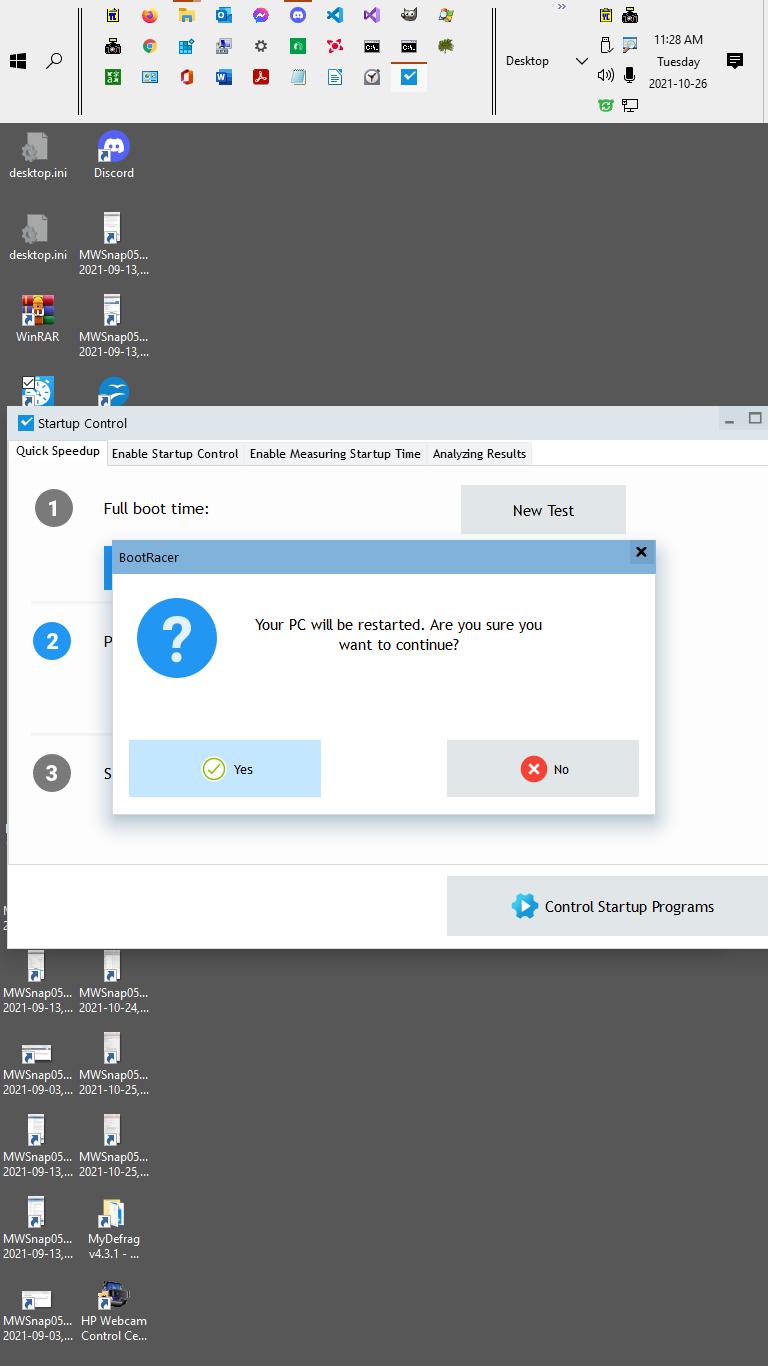 »
Desktop
11:28 AM
Tuesday
2021-10-26
desktop.ini
Discord
desktop.ini
MWSnap05...
2021-09-13,...
WinRAR
MWSnap05...
2021-09-13,...
Startup Control
Quick Speedup
Enable Startup Control
Enable Measuring Startup Time
Analyzing Results
1
Full boot time:
New Test
BootRacer
2
P
?
Your PC will be restarted. Are you sure you
want to continue?
Yes
No
3
S
Control Startup Programs
MWSnap05...
2021-09-13,...
MWSnap05...
2021-10-24,...
MWSnap05...
2021-09-03,...
MWSnap05...
2021-10-25,...
MWSnap05...
2021-09-13,...
MWSnap05...
2021-10-25,...
MWSnap05...
2021-09-13,...
MyDefrag
v4.3.1 - ...
MWSnap05...
2021-09-03,...
HP Webcam
Control Ce...